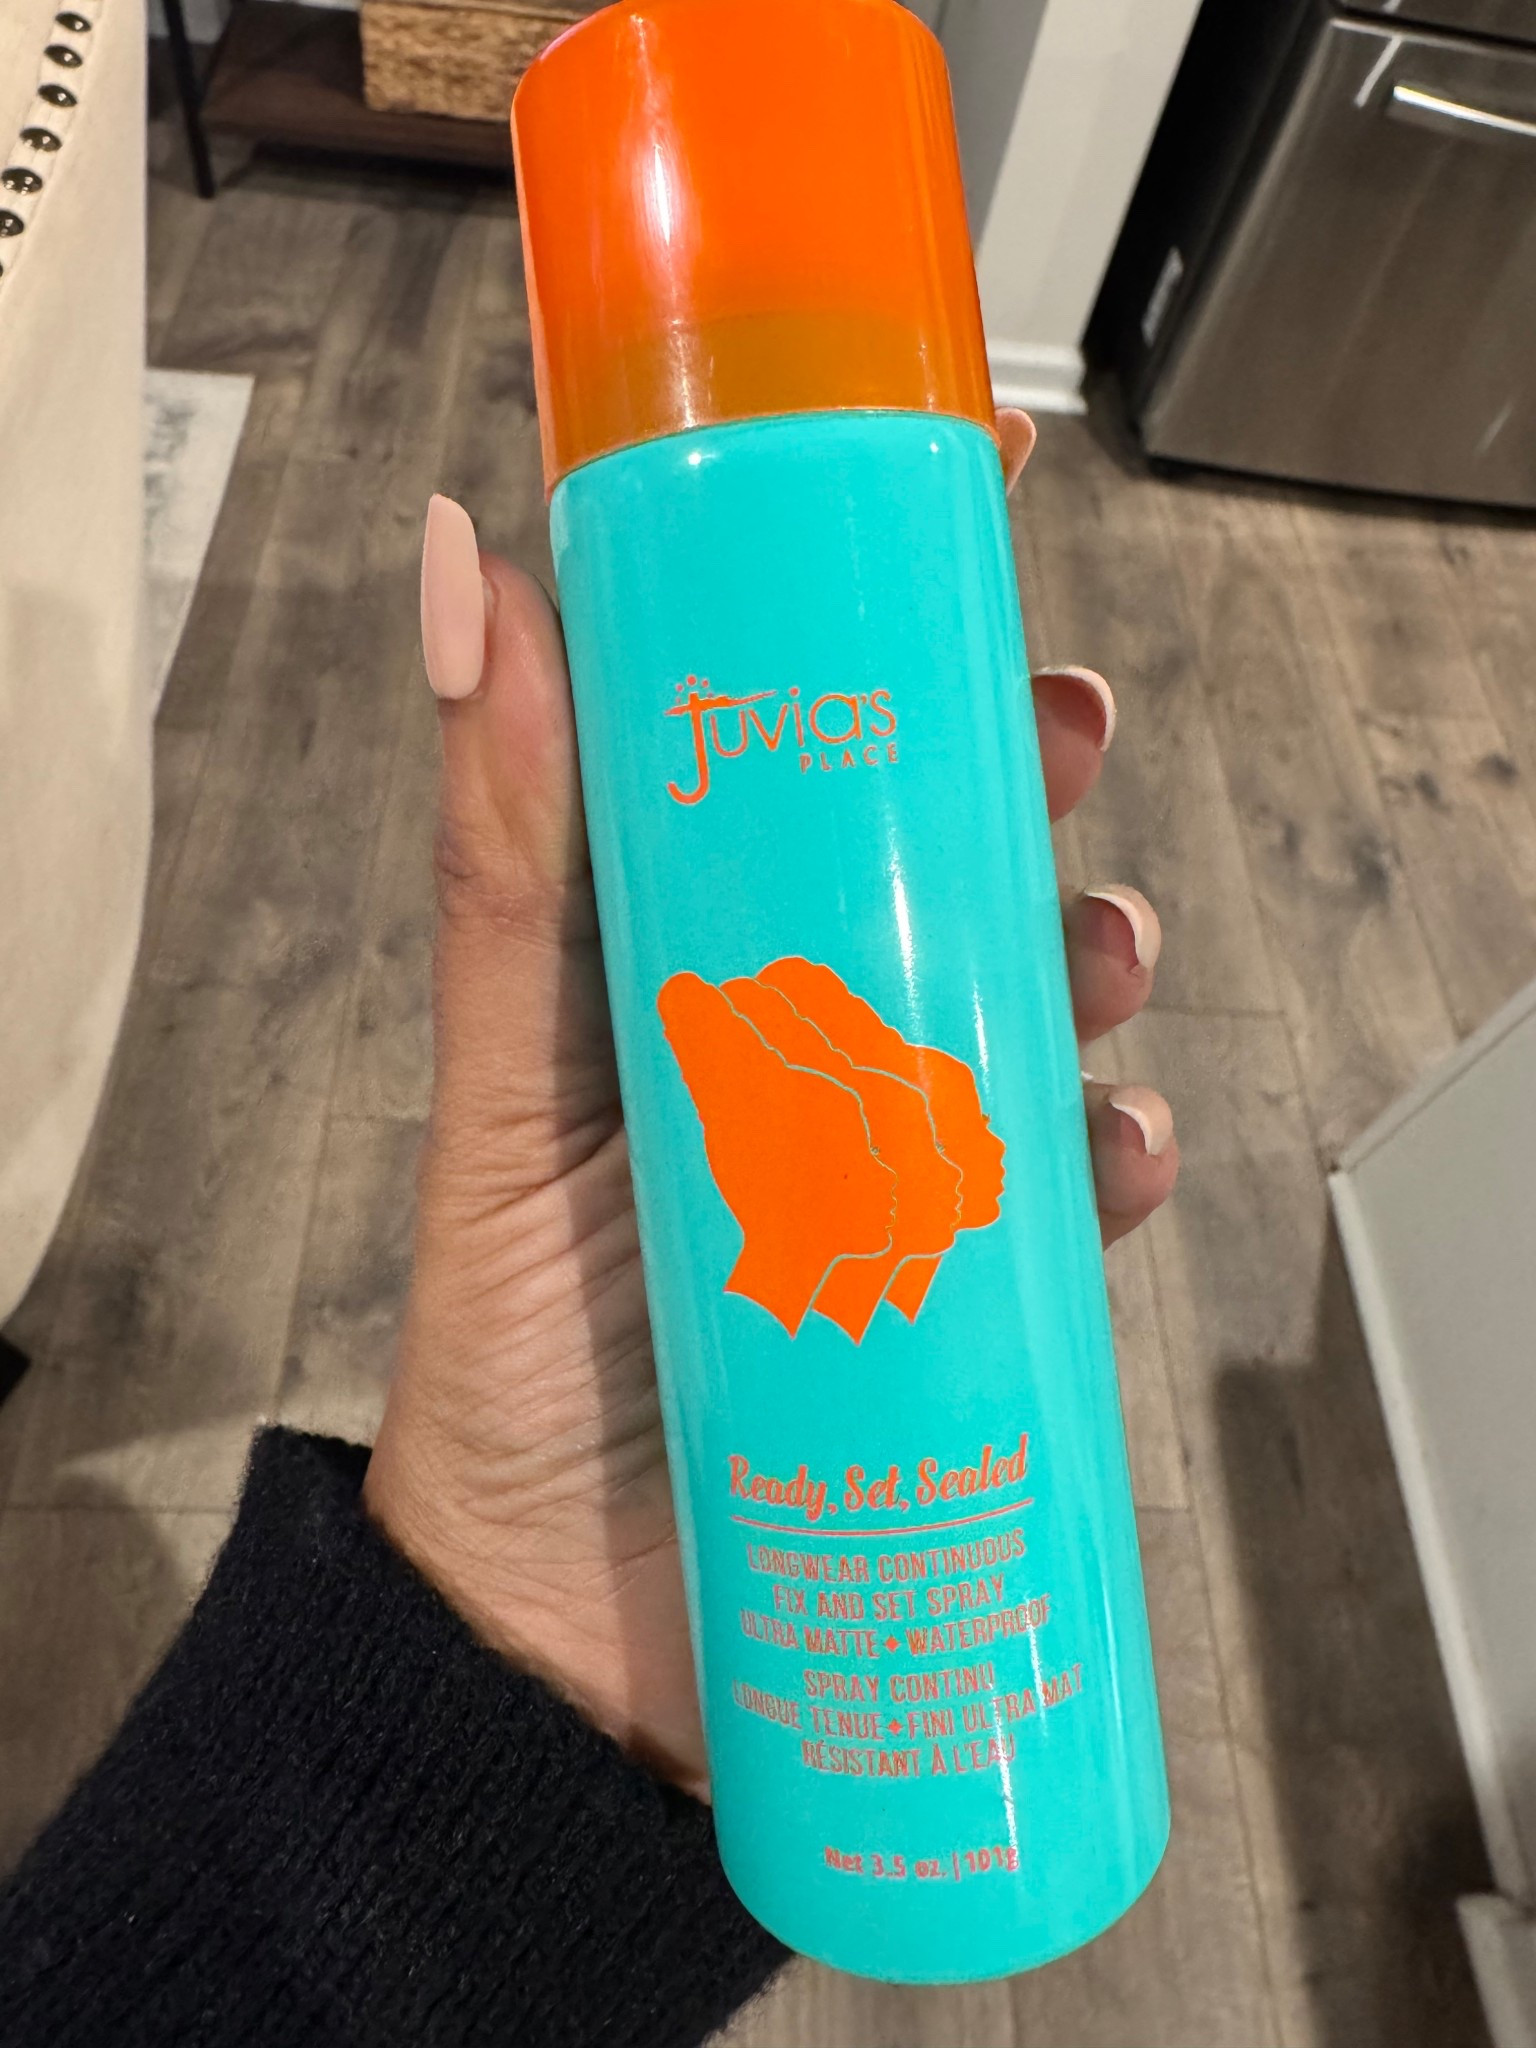 Juvia's
PLACE
Ready, Set, Sealed
LONGWEAR CONTINUOUS
FIX AND SET SPRAY
ULTRA MATTE ✦ WATERPROOF
SPRAY CONTINU
LONGUE TENUE ✦ FINI ULTRA MAT
RÉSISTANT À L'EAU
Net 3.5 oz. | 101g